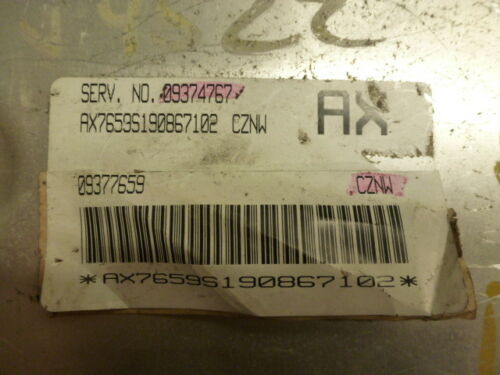 SERV. NO. 09374767
AX
AX7659S190867102 CZNW
09377659 CZNW
*AX7659S190867102*